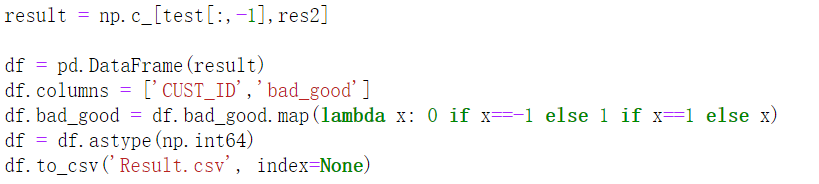 result = np.c_[test[:,-1],res2]
df = pd.DataFrame(result)
df.columns = ['CUST_ID','bad_good']
df.bad_good = df.bad_good.map(lambda x: 0 if x==-1 else 1 if x==1 else x)
df = df.astype(np.int64)
df.to_csv('Result.csv', index=None)